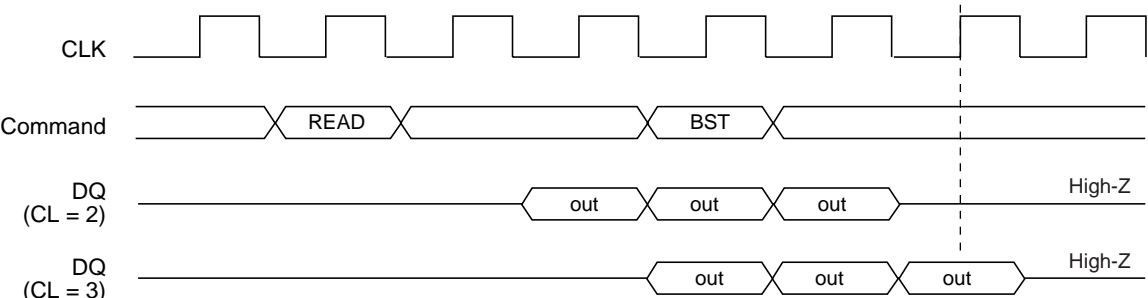 CLK
Command
READ
BST
DQ
(CL = 2)
out
out
out
High-Z
DQ
(CL = 3)
out
out
out
High-Z